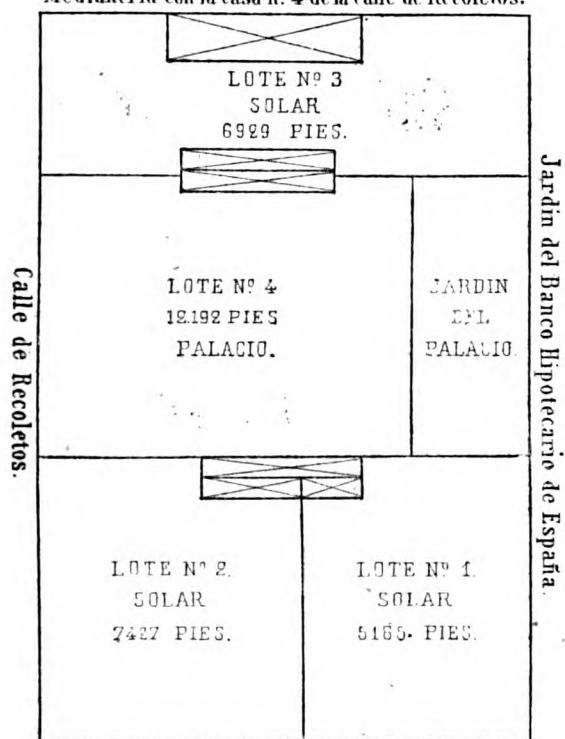 Medianería con la casa n.º 4 de la calle de Recoletos.
LOTE Nº 3
SOLAR
6929 PIES.
LOTE Nº 4
12.192 PIES
PALACIO.
JARDIN
DEL
PALACIO.
Calle de Recoletos.
Jardin del Banco Hipotecario de España.
LOTE Nº 2.
SOLAR
7427 PIES.
LOTE Nº 1.
SOLAR
5165. PIES.